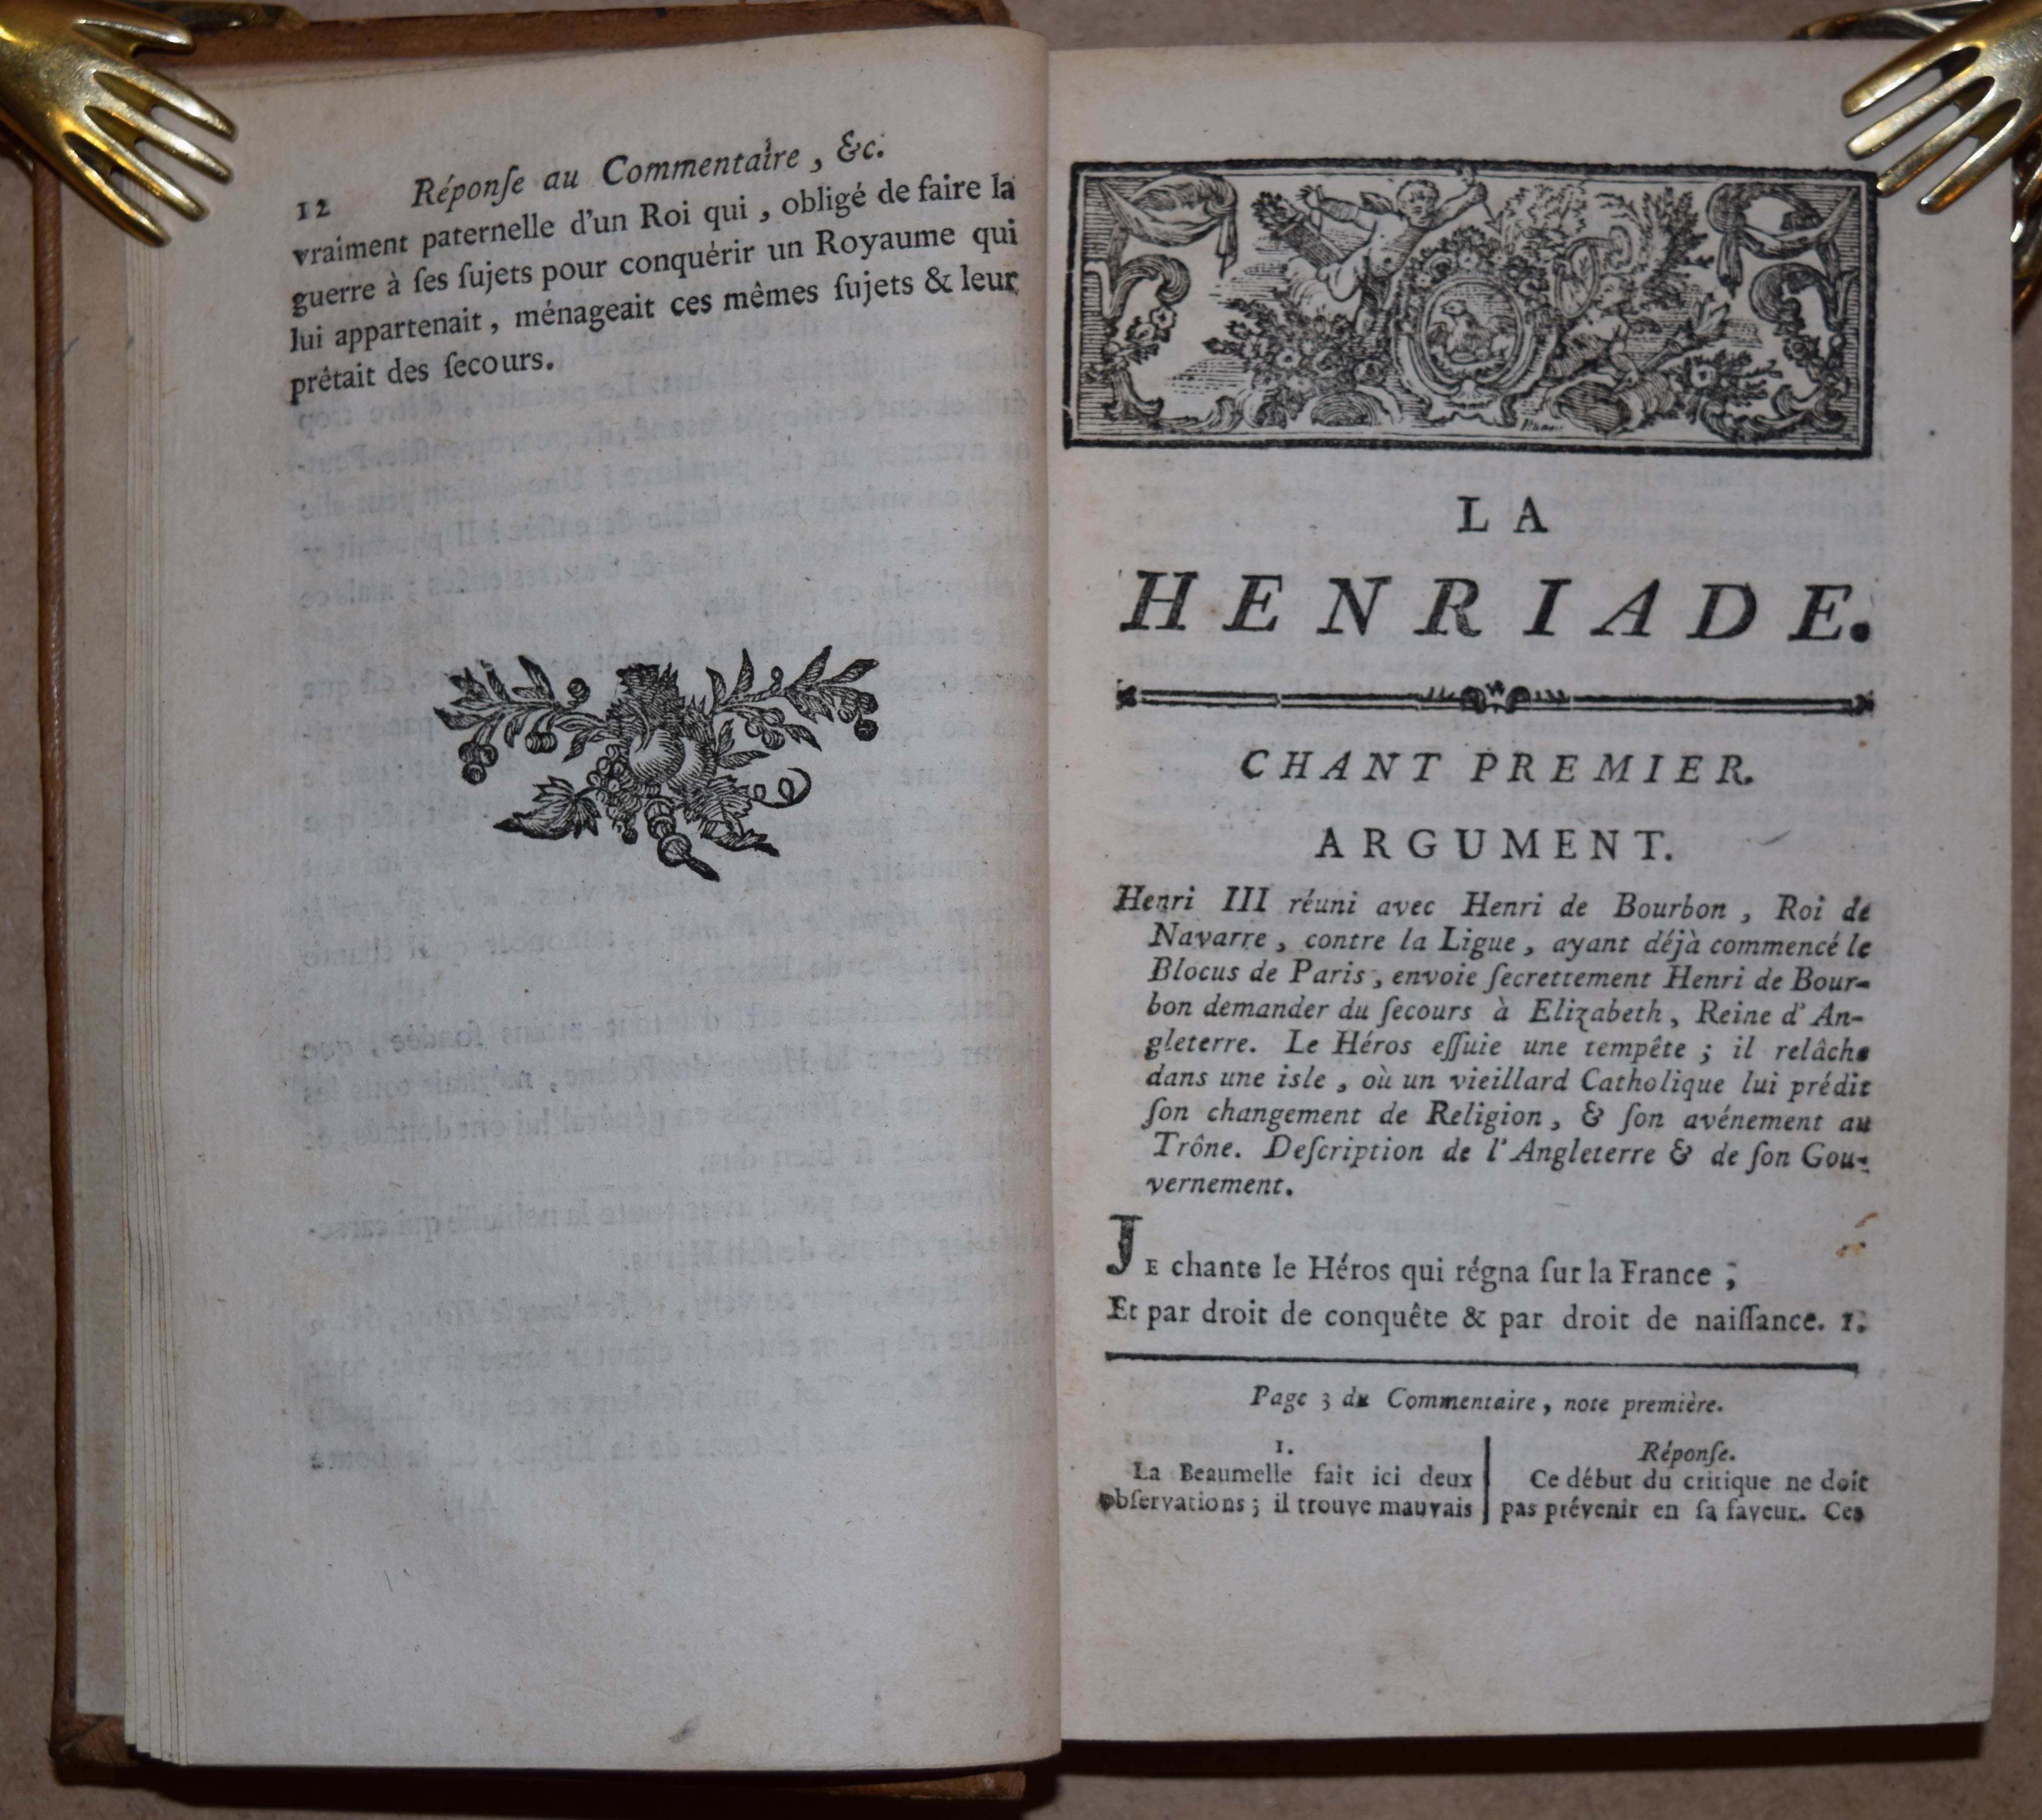 12 Réponſe au Commentaire, &c.
vraiment paternelle d'un Roi qui, obligé de faire la
guerre à ſes ſujets pour conquérir un Royaume qui
lui appartenait, ménageait ces mêmes ſujets & leur
prêtait des ſecours.
LA
HENRIADE.
CHANT PREMIER.
ARGUMENT.
Henri III réuni avec Henri de Bourbon, Roi de
Navarre, contre la Ligue, ayant déjà commencé le
Blocus de Paris, envoie ſecrettement Henri de Bour-
bon demander du ſecours à Elizabeth, Reine d'An-
gleterre. Le Héros eſſuie une tempête; il relâche
dans une isle, où un vieillard Catholique lui prédit
ſon changement de Religion, & ſon avénement au
Trône. Deſcription de l'Angleterre & de ſon Gou-
vernement.
JE chante le Héros qui régna ſur la France;
Et par droit de conquête & par droit de naiſſance. 1.
Page 3 du Commentaire, note première.
1.
La Beaumelle fait ici deux
obſervations; il trouve mauvais
Réponſe.
Ce début du critique ne doit
pas prévenir en ſa faveur. Ces